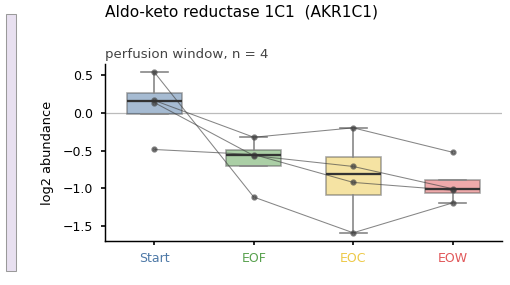 Aldo-keto reductase 1C1  (AKR1C1)
perfusion window, n = 4
log2 abundance
0.5
0.0
−0.5
−1.0
−1.5
Start
EOF
EOC
EOW